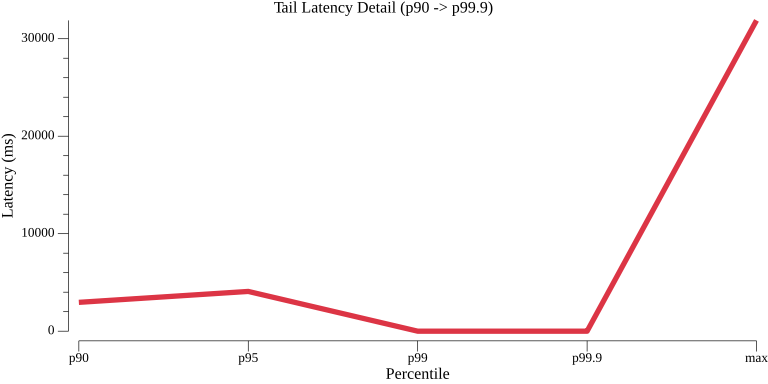 Tail Latency Detail (p90 -> p99.9)
30000
20000
10000
0
Latency (ms)
p90 p95 p99 p99.9 max
Percentile